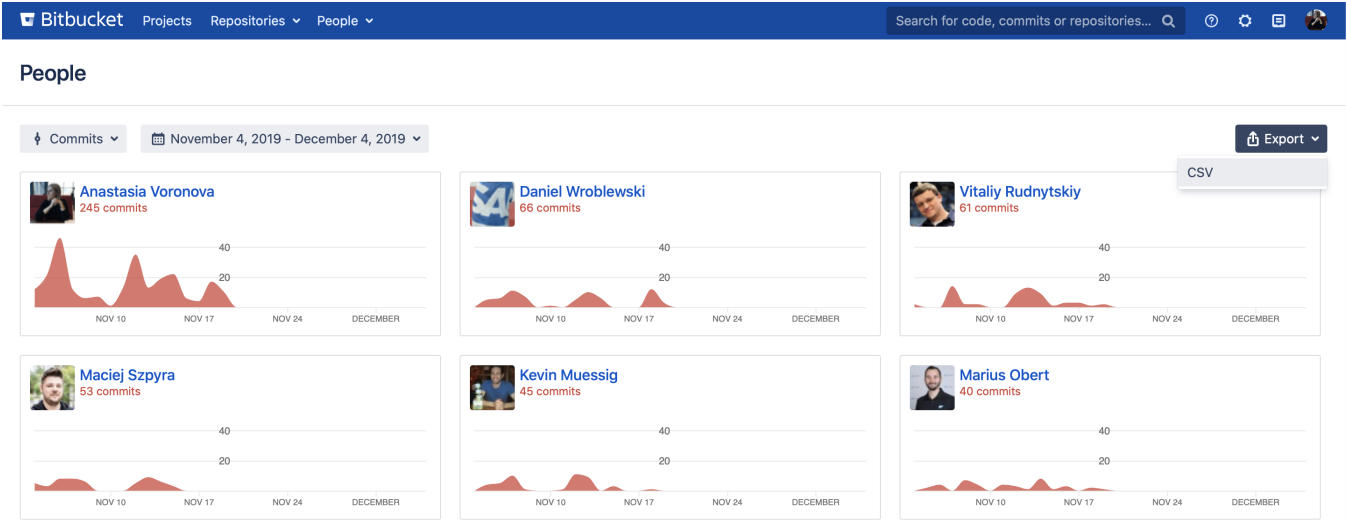 Bitbucket Projects Repositories People Search for code, commits or repositories...
People
Commits November 4, 2019 - December 4, 2019 Export
CSV
Anastasia Voronova
245 commits
40
20
NOV 10 NOV 17 NOV 24 DECEMBER
Daniel Wroblewski
66 commits
40
20
NOV 10 NOV 17 NOV 24 DECEMBER
Vitaliy Rudnytskiy
61 commits
40
20
NOV 10 NOV 17 NOV 24 DECEMBER
Maciej Szpyra
53 commits
40
20
NOV 10 NOV 17 NOV 24 DECEMBER
Kevin Muessig
45 commits
40
20
NOV 10 NOV 17 NOV 24 DECEMBER
Marius Obert
40 commits
40
20
NOV 10 NOV 17 NOV 24 DECEMBER